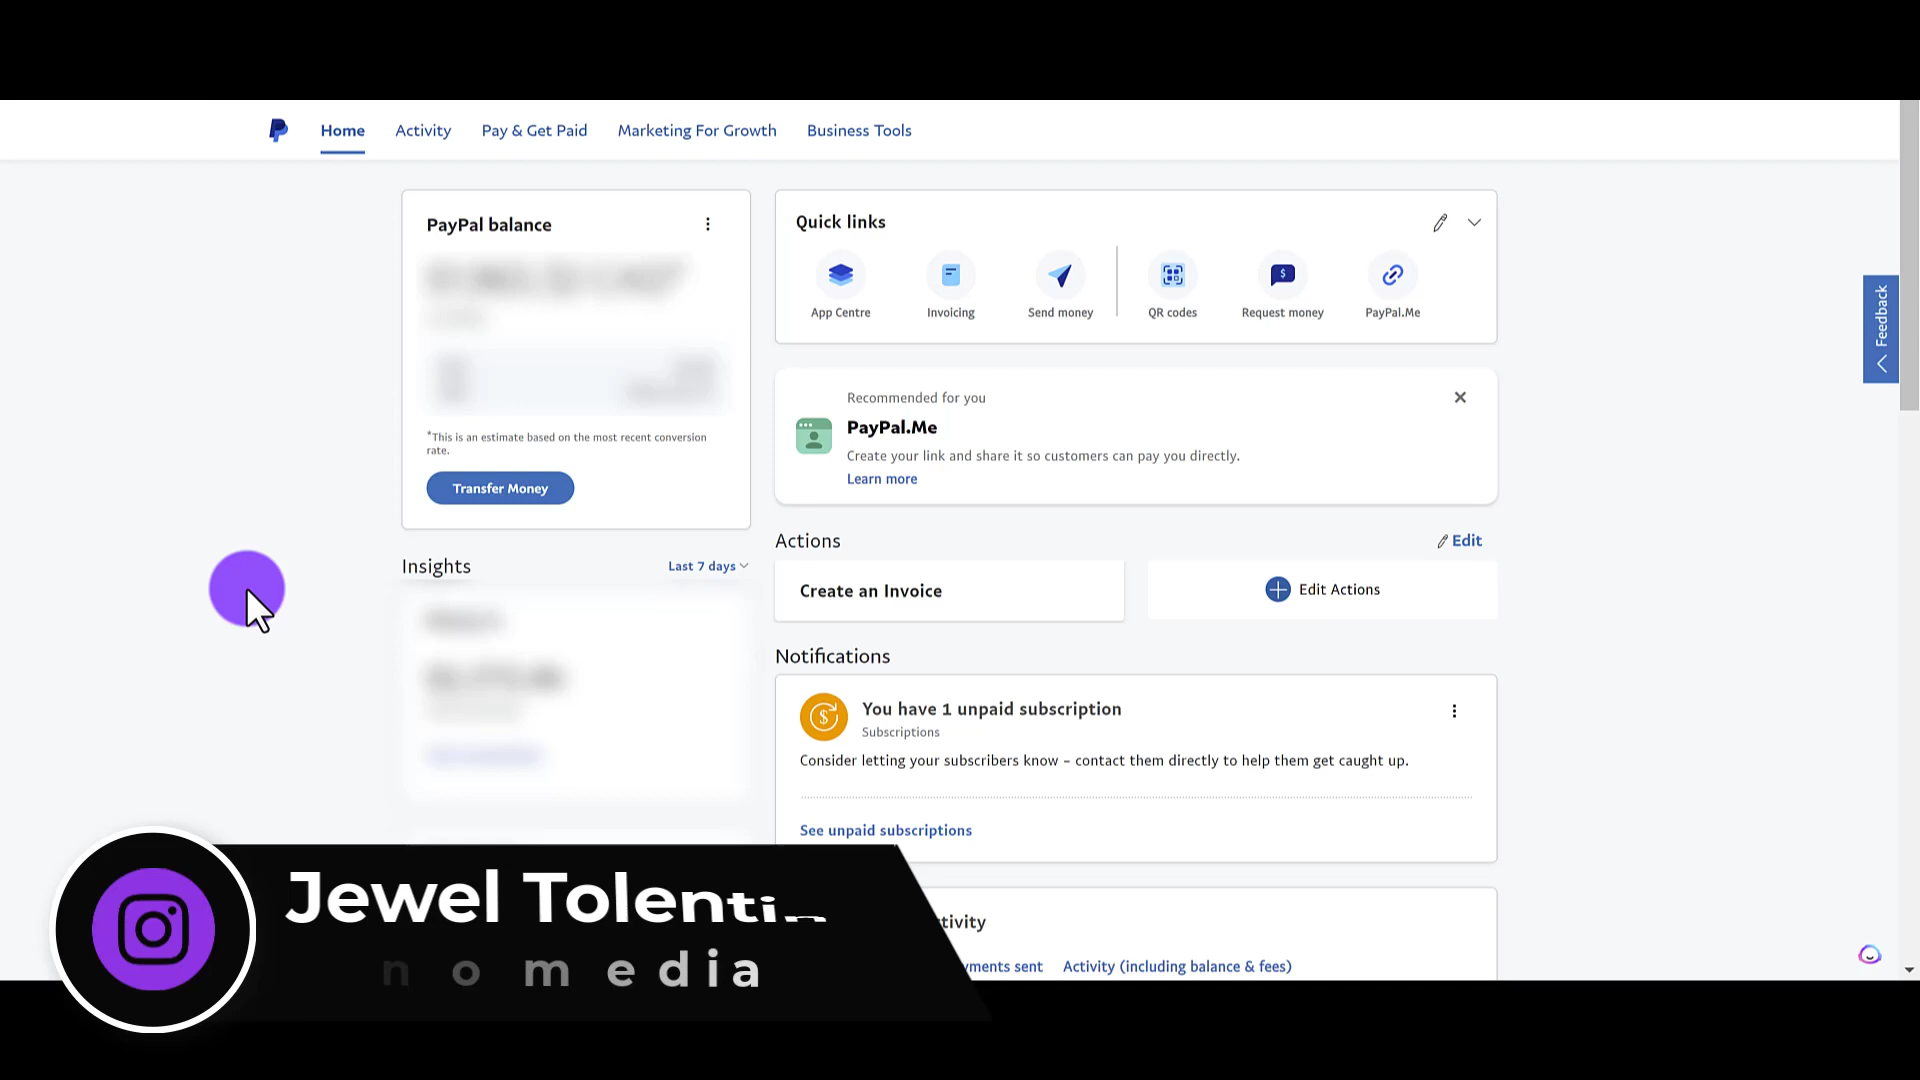 Home
Activity
Pay & Get Paid
Marketing For Growth
Business Tools
PayPal balance
*This is an estimate based on the most recent conversion
rate.
Transfer Money
Insights
Last 7 days
Quick links
App Centre
Invoicing
Send money
QR codes
Request money
PayPal.Me
Recommended for you
PayPal.Me
Create your link and share it so customers can pay you directly.
Learn more
Actions
Edit
Create an Invoice
Edit Actions
Notifications
You have 1 unpaid subscription
Subscriptions
Consider letting your subscribers know – contact them directly to help them get caught up.
See unpaid subscriptions
tivity
yments sent
Activity (including balance & fees)
Feedback
Jewel Tolentin
nomedia